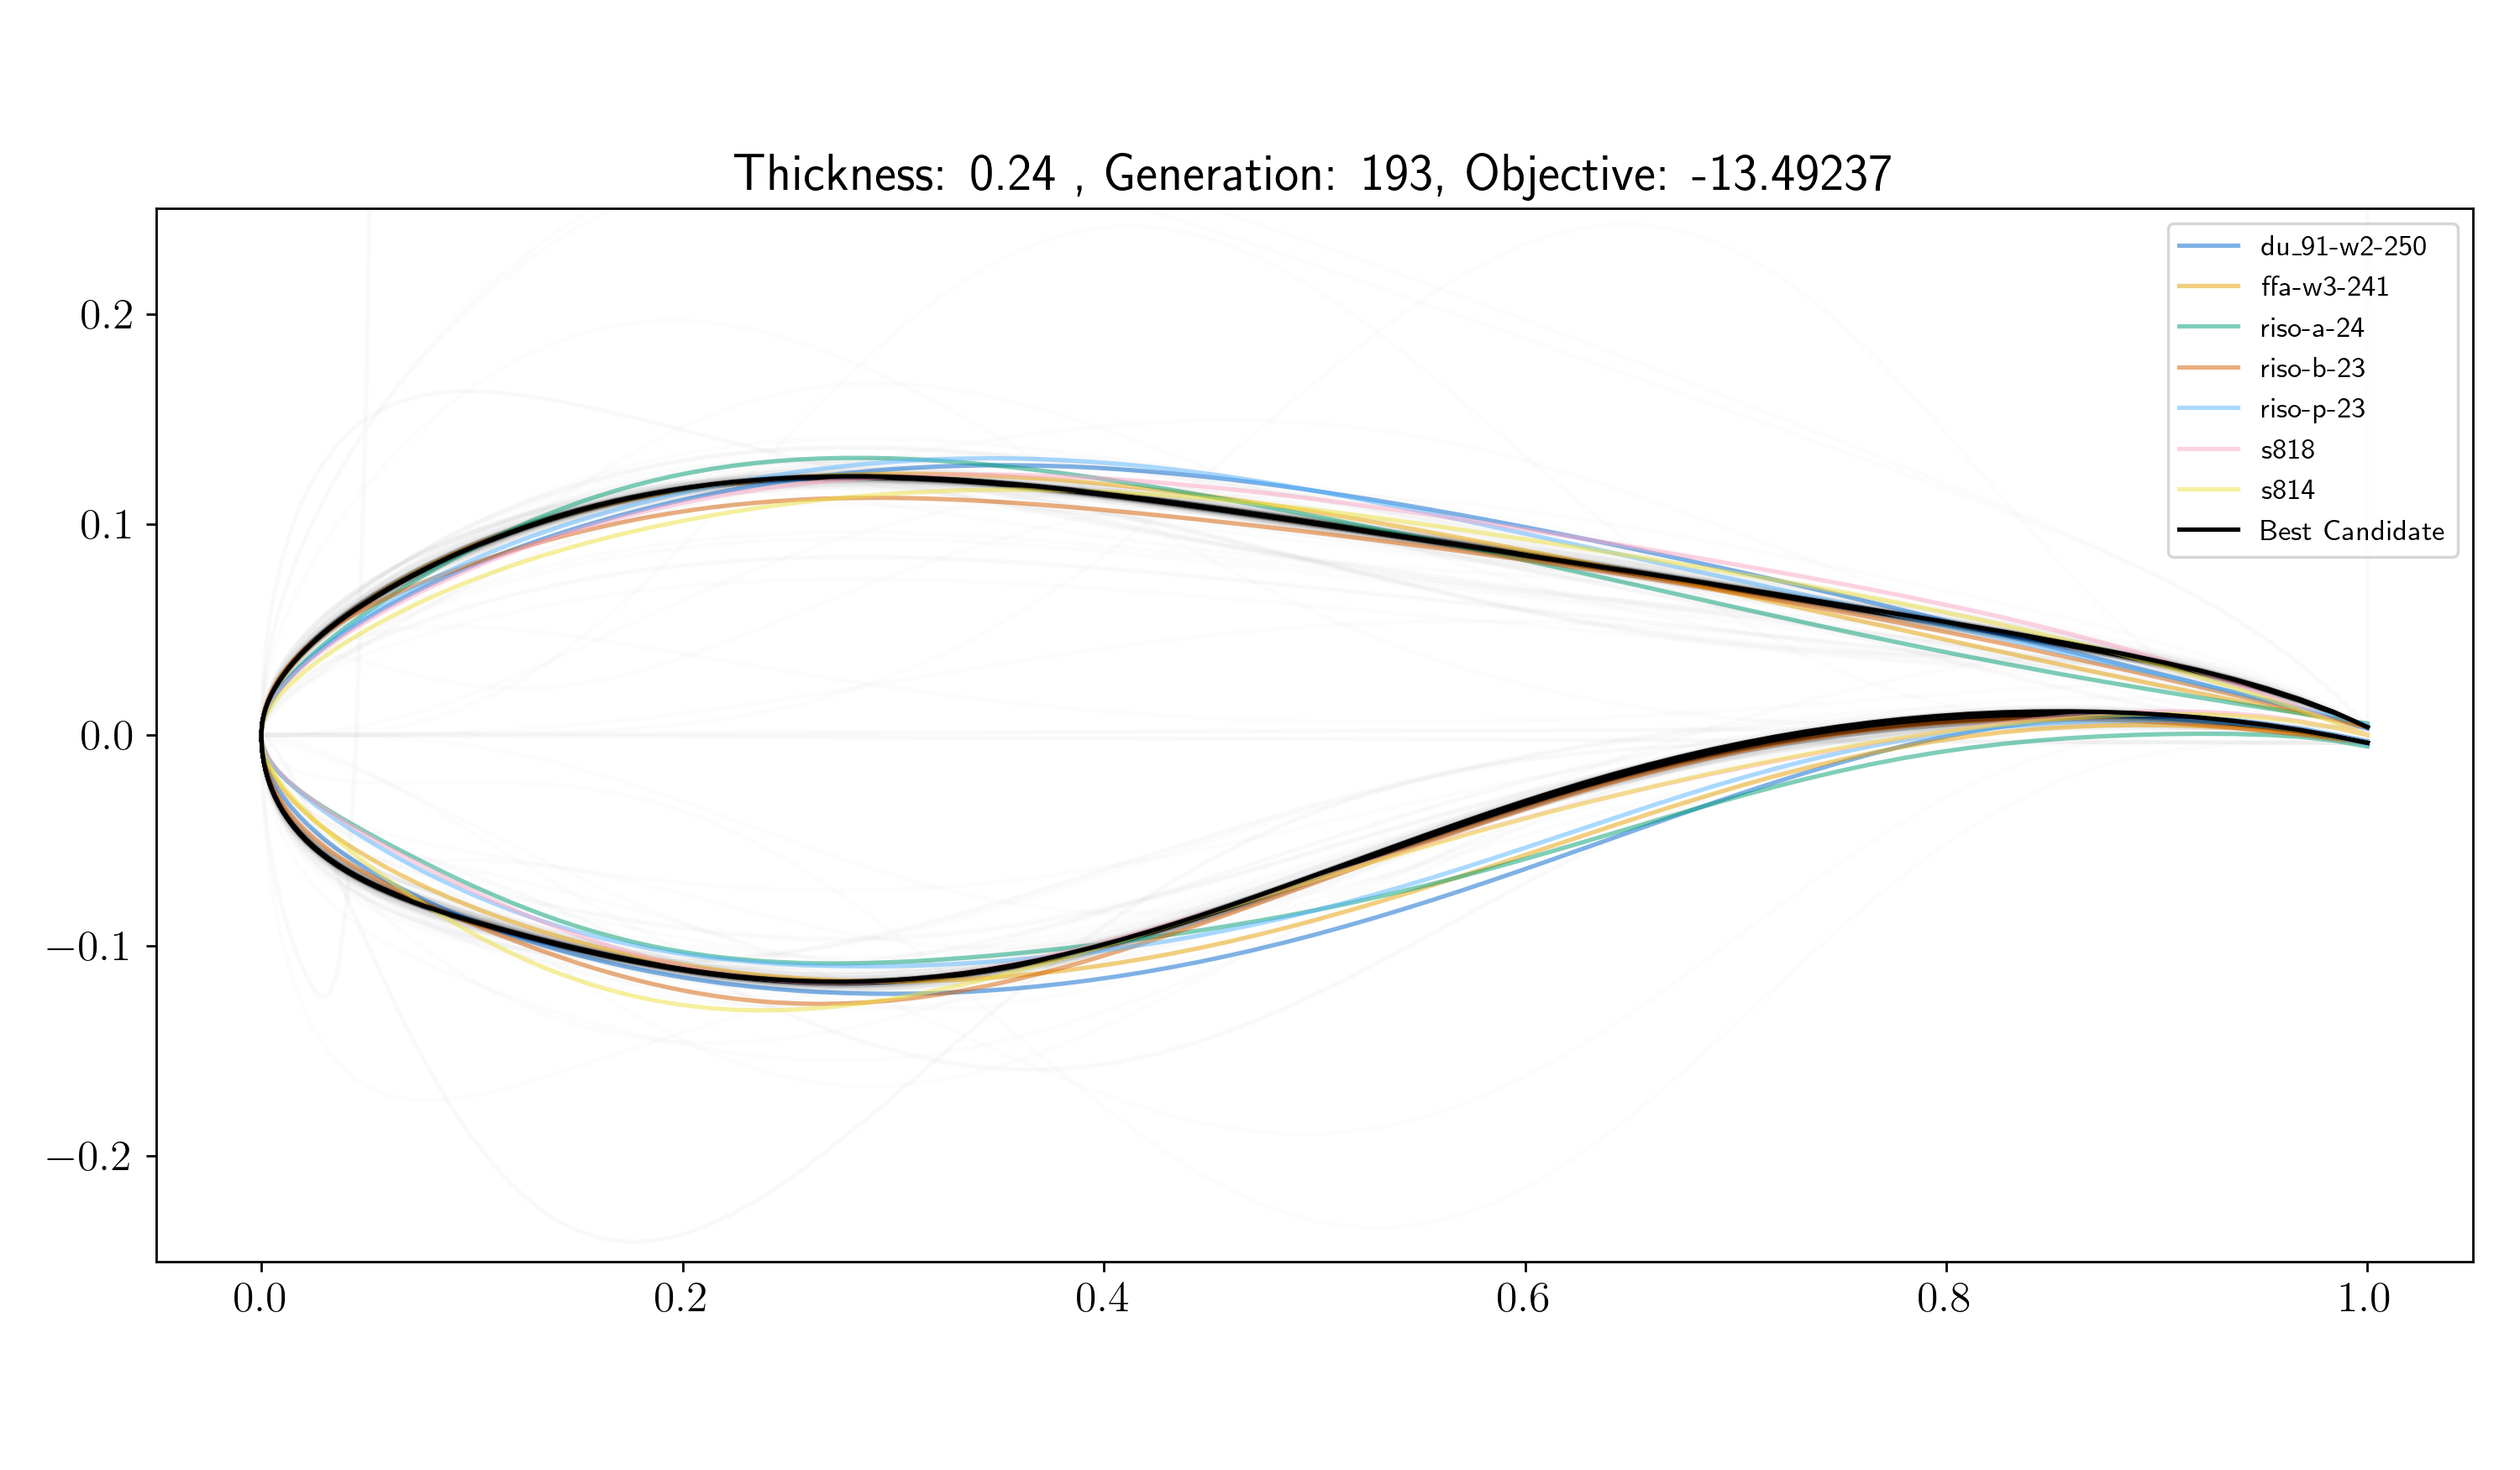 Thickness: 0.24 , Generation: 193, Objective: -13.49237
du_91-w2-250
ffa-w3-241
riso-a-24
riso-b-23
riso-p-23
s818
s814
Best Candidate
0.2
0.1
0.0
−0.1
−0.2
0.0 0.2 0.4 0.6 0.8 1.0